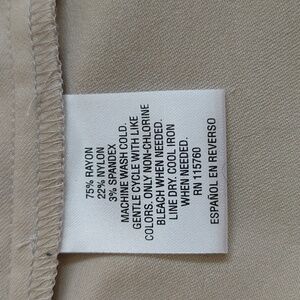 75% RAYON
22% NYLON
3% SPANDEX
MACHINE WASH COLD.
GENTLE CYCLE WITH LIKE
COLORS. ONLY NON-CHLORINE
BLEACH WHEN NEEDED.
LINE DRY. COOL IRON
WHEN NEEDED.
RN 115760
ESPAÑOL EN REVERSO